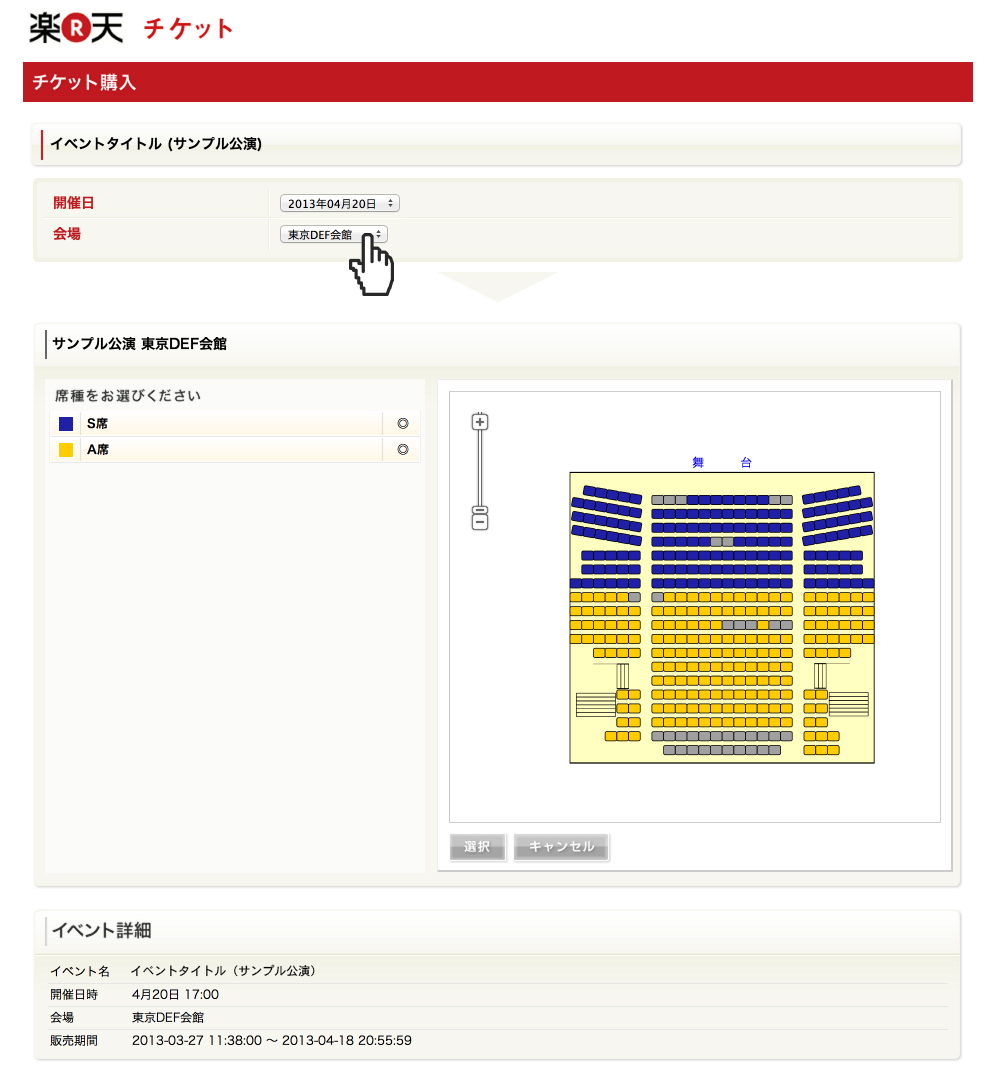 楽R天 チケット
チケット購入
イベントタイトル (サンプル公演)
開催日 2013年04月20日
会場 東京DEF会館
サンプル公演 東京DEF会館
席種をお選びください
S席 ◎
A席 ◎
+
舞 台
−
選択 キャンセル
イベント詳細
イベント名 イベントタイトル（サンプル公演）
開催日時 4月20日 17:00
会場 東京DEF会館
販売期間 2013-03-27 11:38:00 〜 2013-04-18 20:55:59